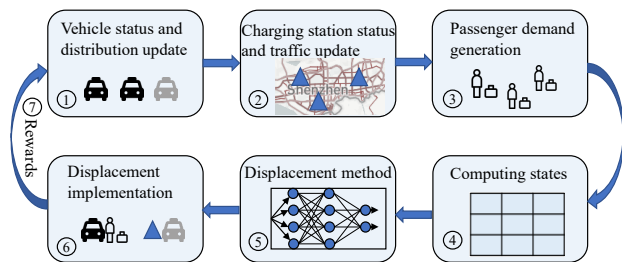 Vehicle status and
distribution update
①
Charging station status
and traffic update
Shenzhen
②
Passenger demand
generation
③
Computing states
④
Displacement method
⑤
Displacement
implementation
⑥
⑦ Rewards